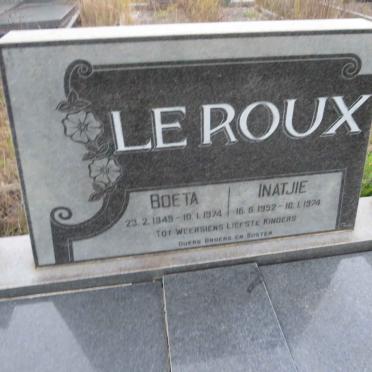 LE ROUX
BOETA INATJIE
23.2.1949-10.1.1974 16.6.1952-10.1.1974
TOT WEERSIENS LIEFSTE KINDERS
OUERS BROERS EN SUSTER